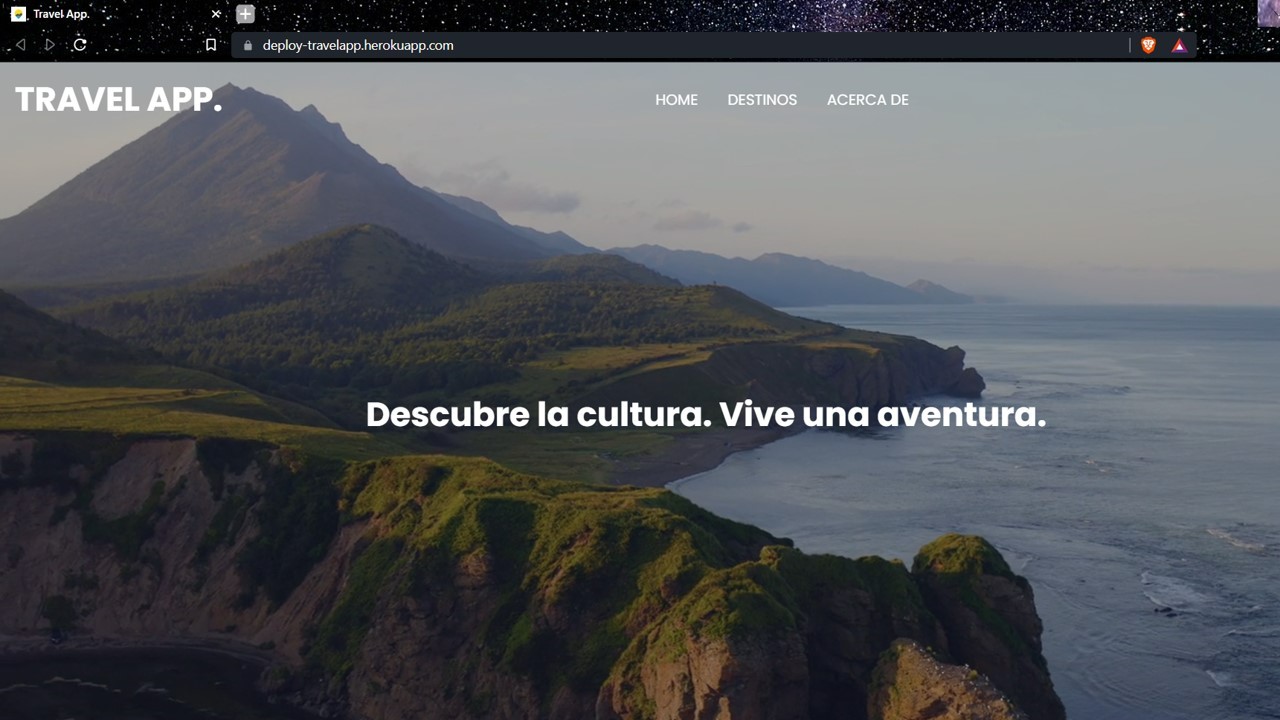 Travel App.
deploy-travelapp.herokuapp.com
TRAVEL APP.
HOME DESTINOS ACERCA DE
Descubre la cultura. Vive una aventura.